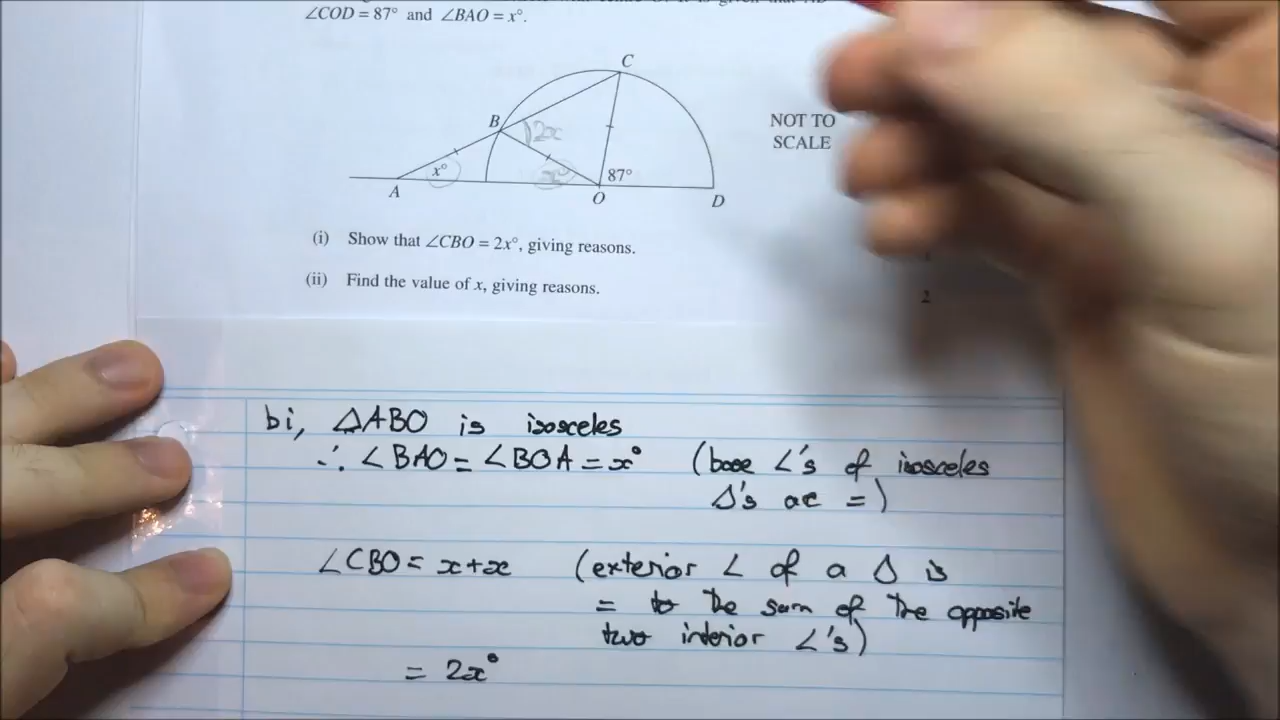 ∠COD = 87° and ∠BAO = x°.
C
B
2x
NOT TO
SCALE
x°
x°
87°
A
O
D
(i) Show that ∠CBO = 2x°, giving reasons.
(ii) Find the value of x, giving reasons.
2
bi, △ABO is isosceles
∴ ∠BAO = ∠BOA = x° (base ∠'s of isosceles
△'s are =)
∠CBO = x+x (exterior ∠ of a △ is
= to the sum of the opposite
two interior ∠'s)
= 2x°